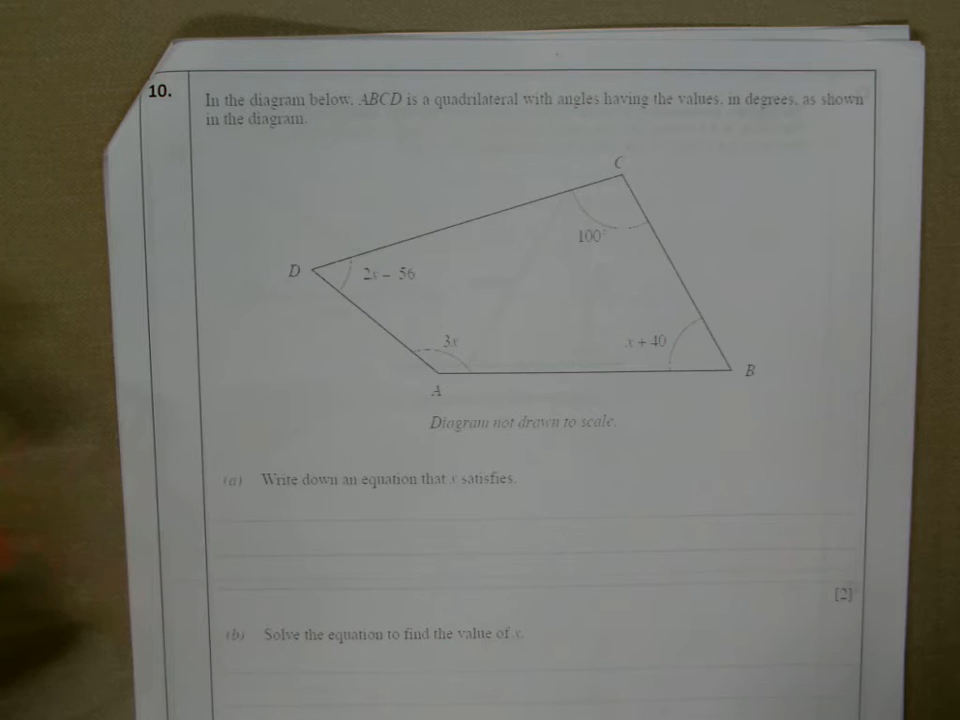 10.
In the diagram below, ABCD is a quadrilateral with angles having the values, in degrees, as shown
in the diagram.
C
100°
D
2x – 56
3x
x + 40
B
A
Diagram not drawn to scale.
(a) Write down an equation that x satisfies.
[2]
(b) Solve the equation to find the value of x.